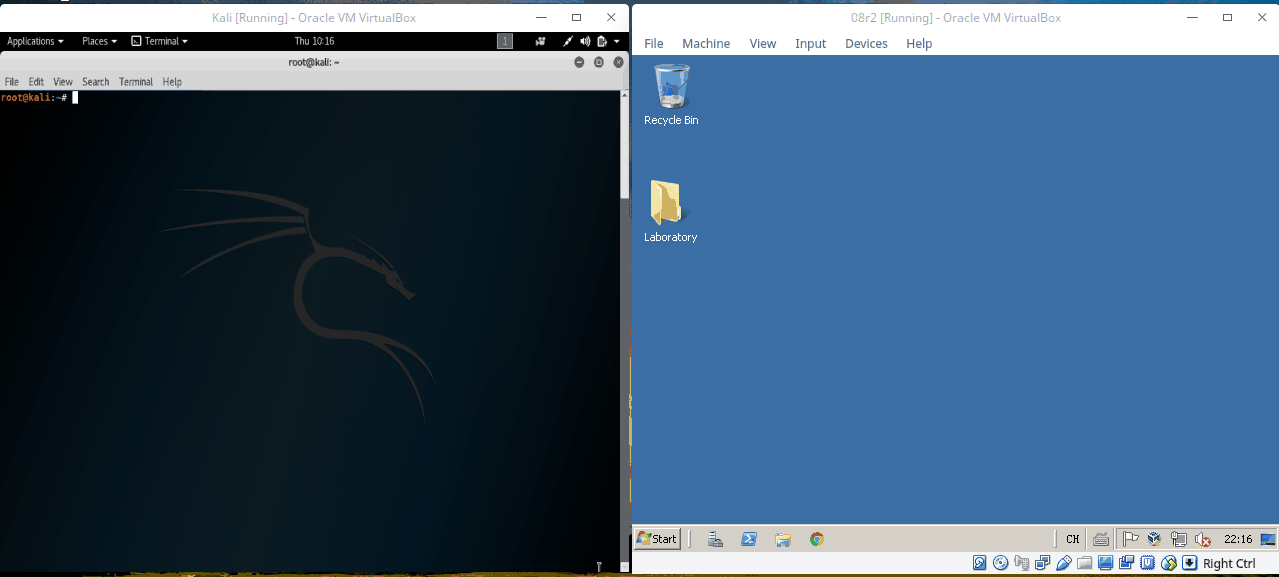 Kali [Running] - Oracle VM VirtualBox
Applications Places Terminal Thu 10:16 1
root@kali: ~
File Edit View Search Terminal Help
root@kali:~#
08r2 [Running] - Oracle VM VirtualBox
File Machine View Input Devices Help
Recycle Bin
Laboratory
Start CH 22:16
Right Ctrl